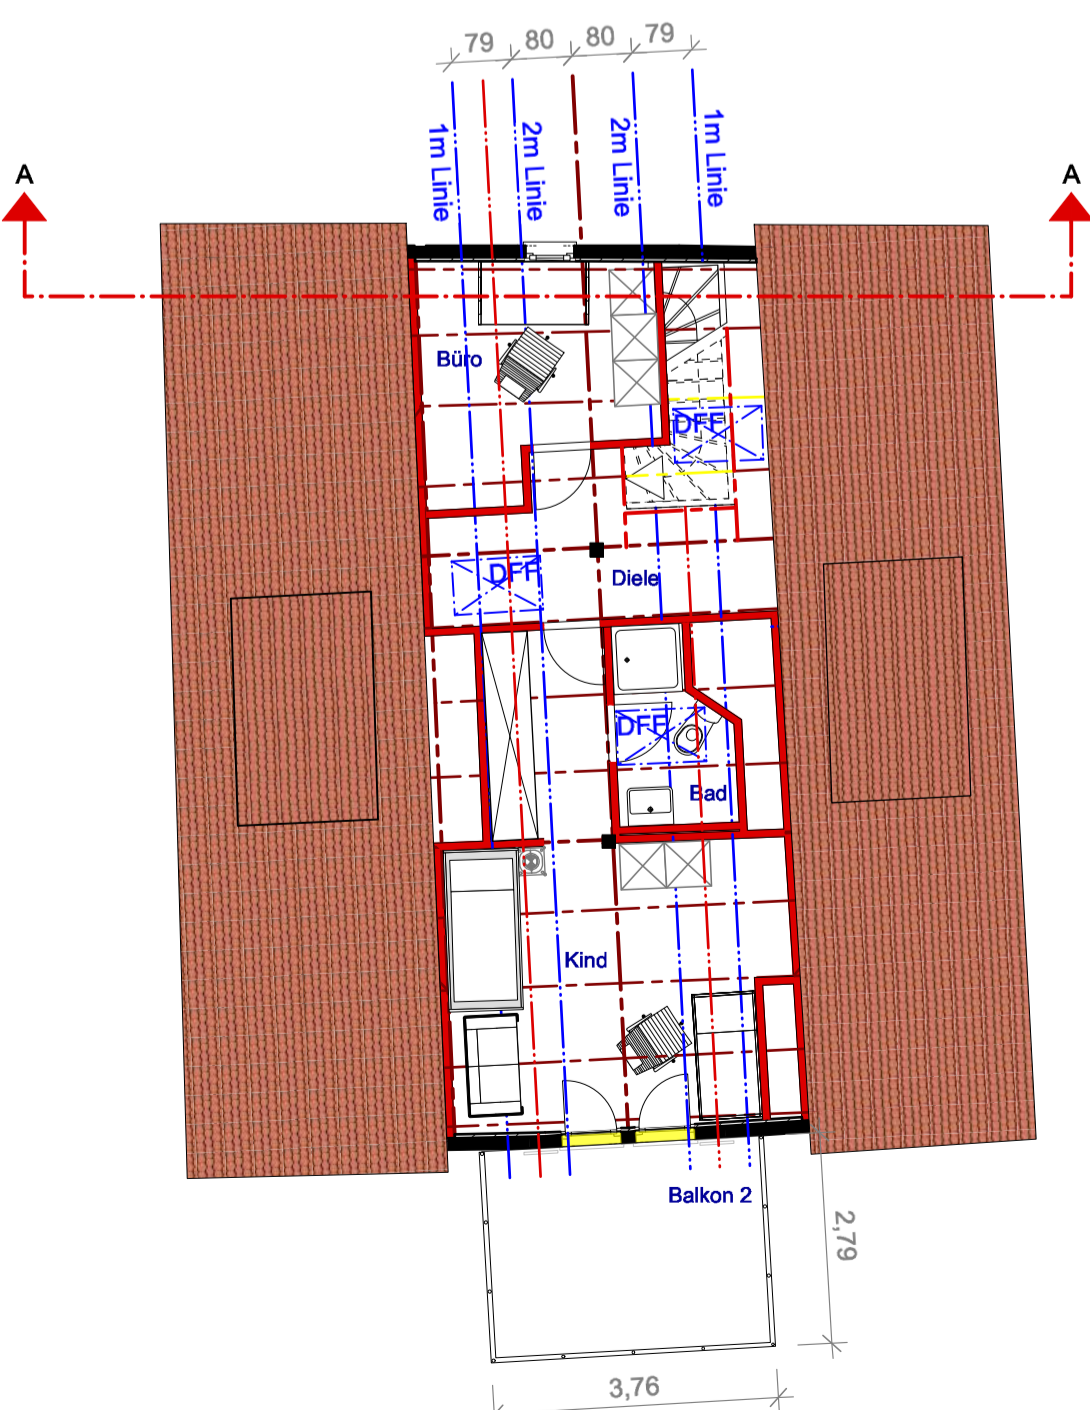 79 80 80 79
1m Linie
2m Linie
2m Linie
1m Linie
A
A
Büro
DFF
DFF
Diele
DFF
Bad
Kind
Balkon 2
2,79
3,76